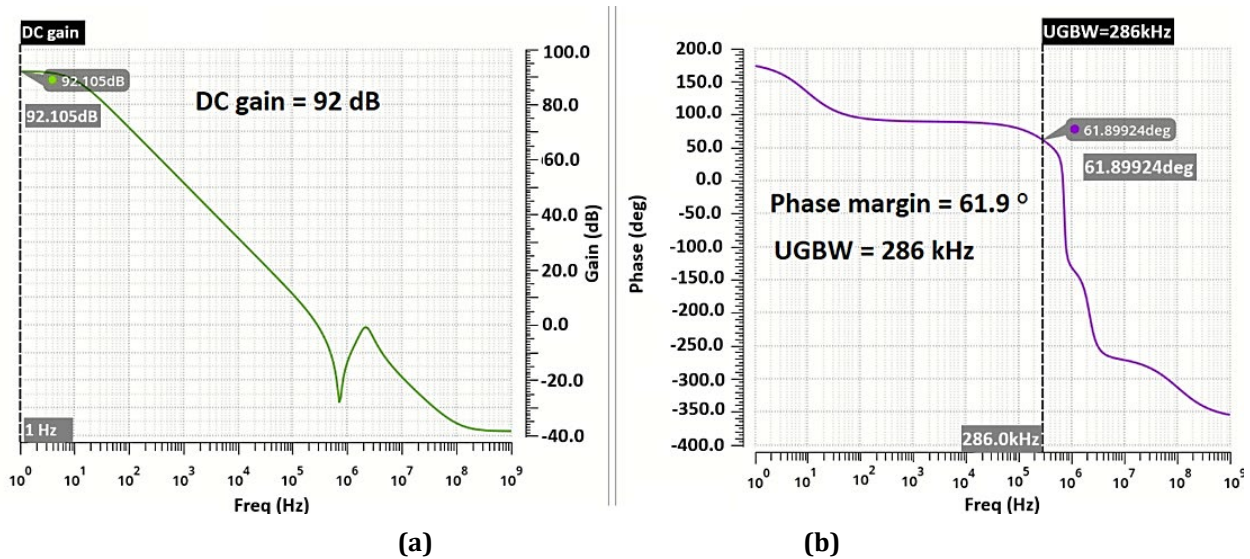 DC gain
92.105dB
92.105dB
DC gain = 92 dB
100.0
80.0
60.0
40.0
20.0
0.0
-20.0
-40.0
Gain (dB)
1 Hz
10^0 10^1 10^2 10^3 10^4 10^5 10^6 10^7 10^8 10^9
Freq (Hz)
(a)
UGBW=286kHz
200.0
150.0
100.0
50.0
0.0
-50.0
-100.0
-150.0
-200.0
-250.0
-300.0
-350.0
-400.0
Phase (deg)
61.89924deg
61.89924deg
Phase margin = 61.9 °
UGBW = 286 kHz
286.0kHz
10^0 10^1 10^2 10^3 10^4 10^5 10^6 10^7 10^8 10^9
Freq (Hz)
(b)